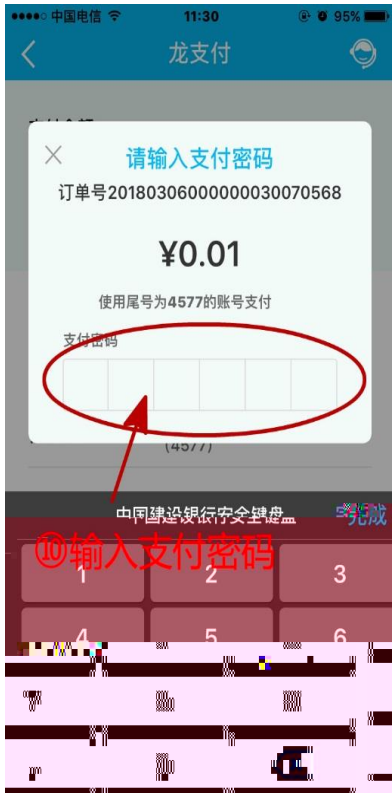 中国电信 11:30 95%
龙支付
请输入支付密码
订单号20180306000000030070568
¥0.01
使用尾号为4577的账号支付
支付密码
(4577)
中国建设银行安全键盘 完成
⑩输入支付密码
1 2 3
4 5 6